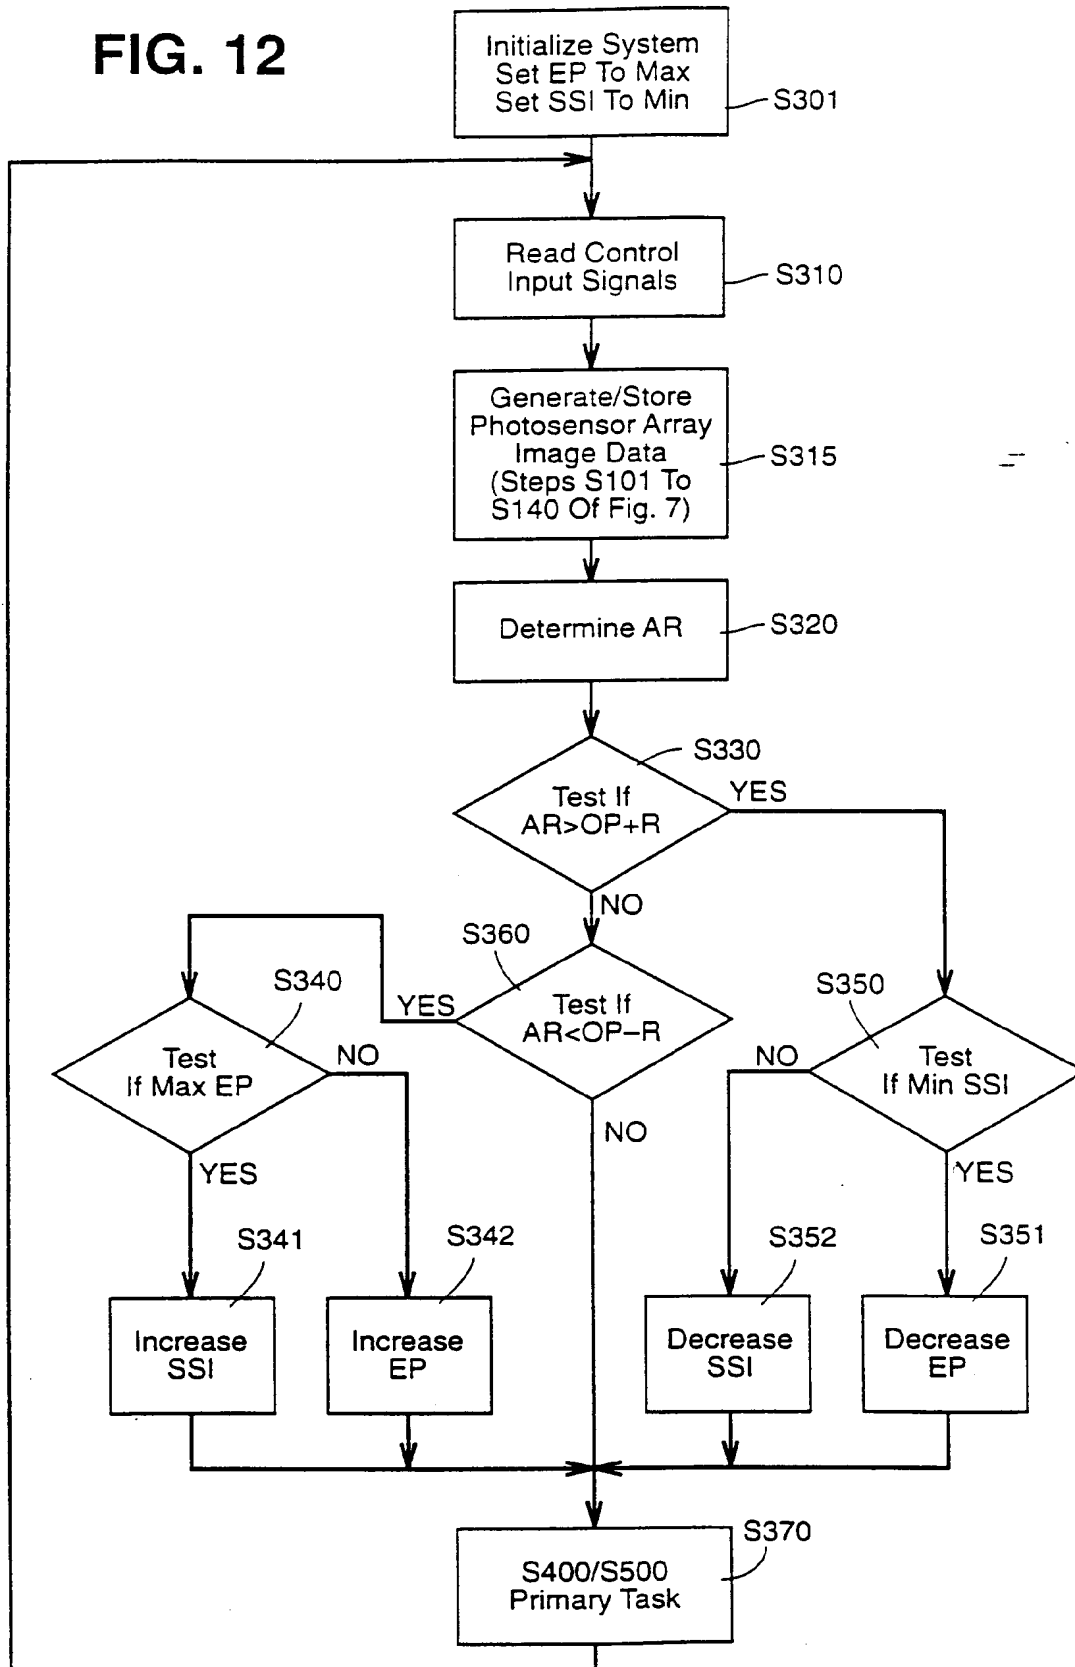 FIG. 12
Initialize System
Set EP To Max
Set SSI To Min
S301
Read Control
Input Signals
S310
Generate/Store
Photosensor Array
Image Data
(Steps S101 To
S140 Of Fig. 7)
S315
Determine AR
S320
S330
Test If
AR>OP+R
YES
NO
S360
Test If
AR<OP−R
YES
NO
S340
Test
If Max EP
NO
YES
S350
Test
If Min SSI
NO
YES
S341
Increase
SSI
S342
Increase
EP
S352
Decrease
SSI
S351
Decrease
EP
S370
S400/S500
Primary Task